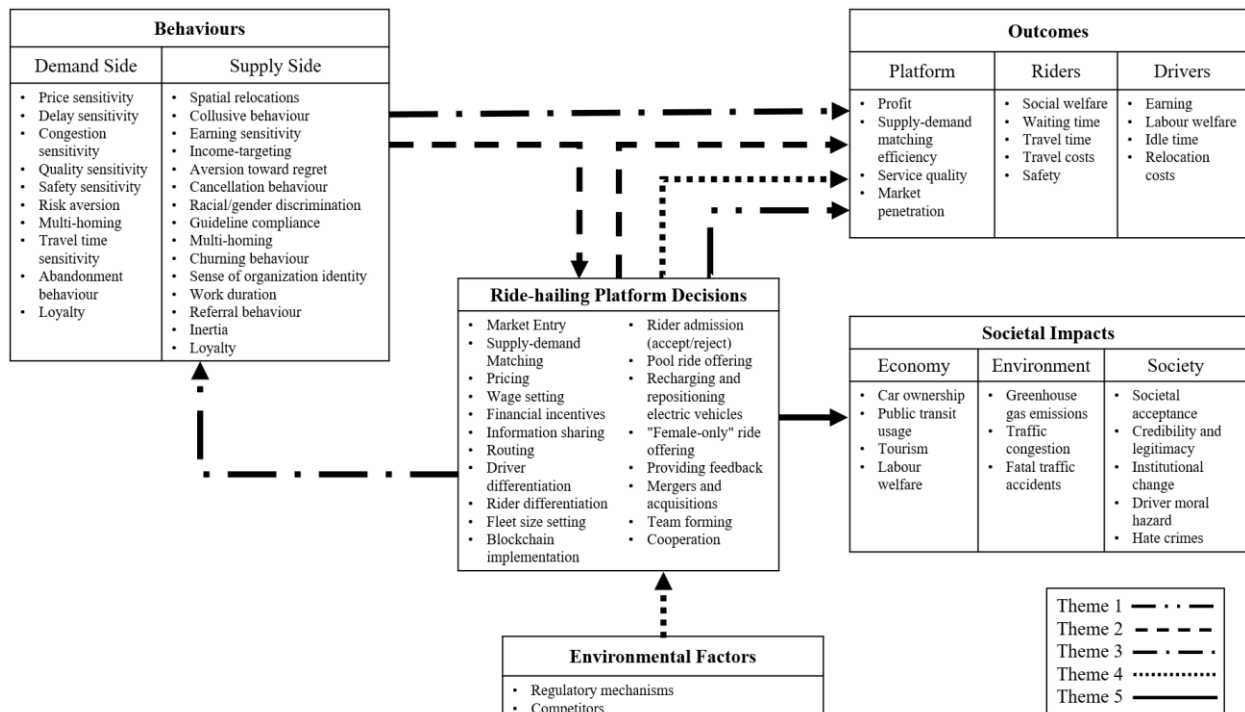 Behaviours
Demand Side
Price sensitivity
Delay sensitivity
Congestion
sensitivity
Quality sensitivity
Safety sensitivity
Risk aversion
Multi-homing
Travel time
sensitivity
Abandonment
behaviour
Loyalty
Supply Side
Spatial relocations
Collusive behaviour
Earning sensitivity
Income-targeting
Aversion toward regret
Cancellation behaviour
Racial/gender discrimination
Guideline compliance
Multi-homing
Churning behaviour
Sense of organization identity
Work duration
Referral behaviour
Inertia
Loyalty
Outcomes
Platform
Profit
Supply-demand
matching
efficiency
Service quality
Market
penetration
Riders
Social welfare
Waiting time
Travel time
Travel costs
Safety
Drivers
Earning
Labour welfare
Idle time
Relocation
costs
Ride-hailing Platform Decisions
Market Entry
Supply-demand
Matching
Pricing
Wage setting
Financial incentives
Information sharing
Routing
Driver
differentiation
Rider differentiation
Fleet size setting
Blockchain
implementation
Rider admission
(accept/reject)
Pool ride offering
Recharging and
repositioning
electric vehicles
"Female-only" ride
offering
Providing feedback
Mergers and
acquisitions
Team forming
Cooperation
Societal Impacts
Economy
Car ownership
Public transit
usage
Tourism
Labour
welfare
Environment
Greenhouse
gas emissions
Traffic
congestion
Fatal traffic
accidents
Society
Societal
acceptance
Credibility and
legitimacy
Institutional
change
Driver moral
hazard
Hate crimes
Environmental Factors
Regulatory mechanisms
Competitors
Theme 1
Theme 2
Theme 3
Theme 4
Theme 5